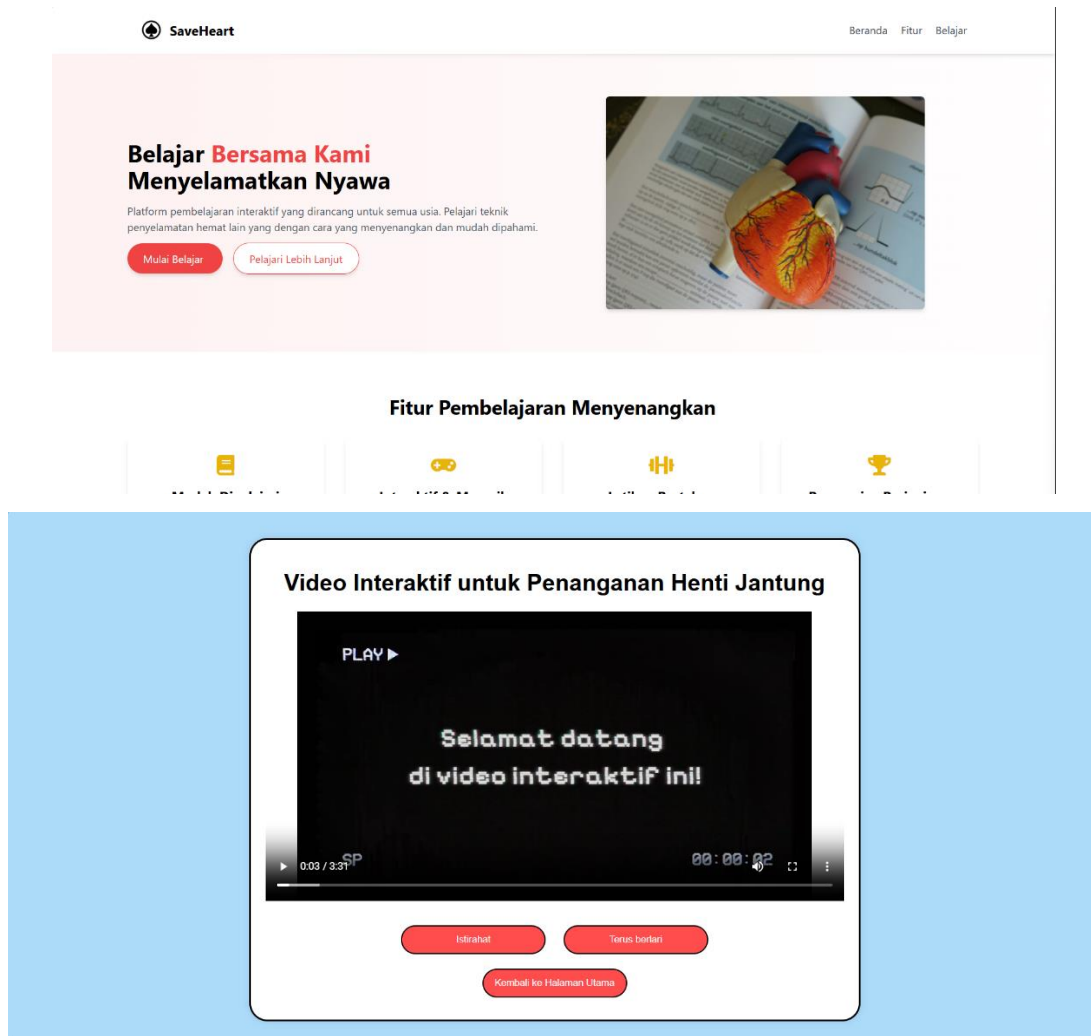 SaveHeart
Beranda Fitur Belajar
Belajar Bersama Kami
Menyelamatkan Nyawa
Platform pembelajaran interaktif yang dirancang untuk semua usia. Pelajari teknik
penyelamatan hemat lain yang dengan cara yang menyenangkan dan mudah dipahami.
Mulai Belajar
Pelajari Lebih Lanjut
Fitur Pembelajaran Menyenangkan
Video Interaktif untuk Penanganan Henti Jantung
PLAY
Selamat datang
di video interaktif ini!
SP
00:00:02
0:03 / 3:31
Istirahat
Terus berlari
Kembali ke Halaman Utama